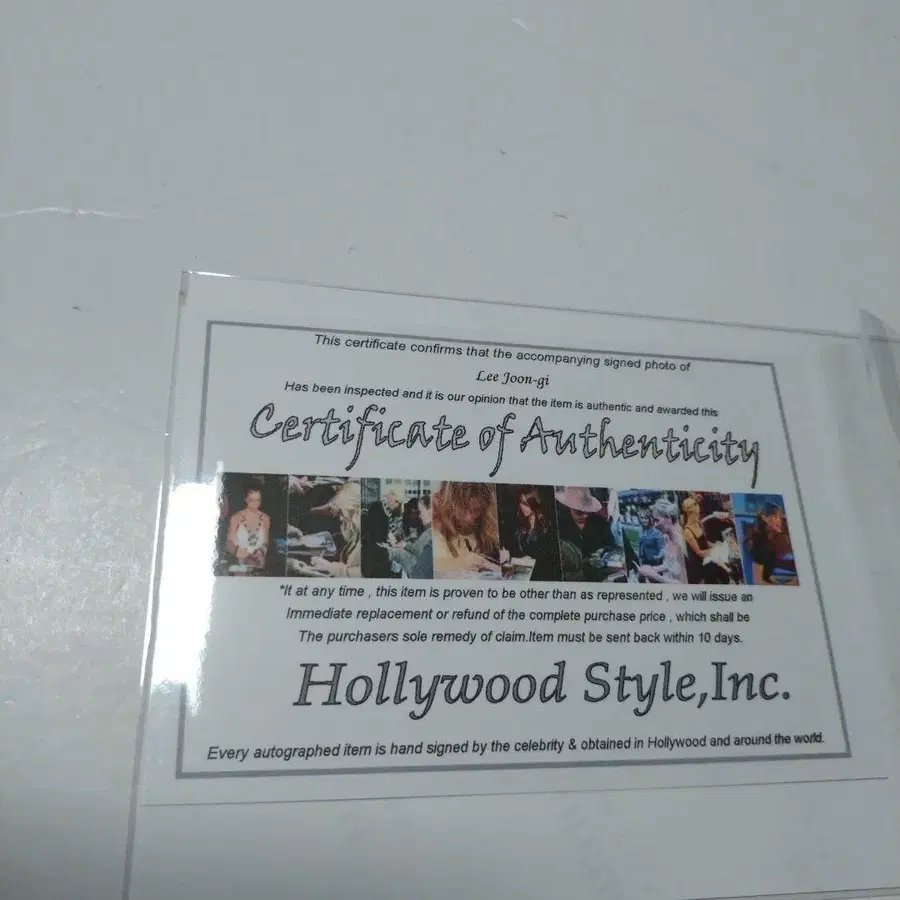 This certificate confirms that the accompanying signed photo of
Lee Joon-gi
Has been inspected and it is our opinion that the item is authentic and awarded this
Certificate of Authenticity
*It at any time , this item is proven to be other than as represented , we will issue an
Immediate replacement or refund of the complete purchase price , which shall be
The purchasers sole remedy of claim.Item must be sent back within 10 days.
Hollywood Style,Inc.
Every autographed item is hand signed by the celebrity & obtained in Hollywood and around the world.